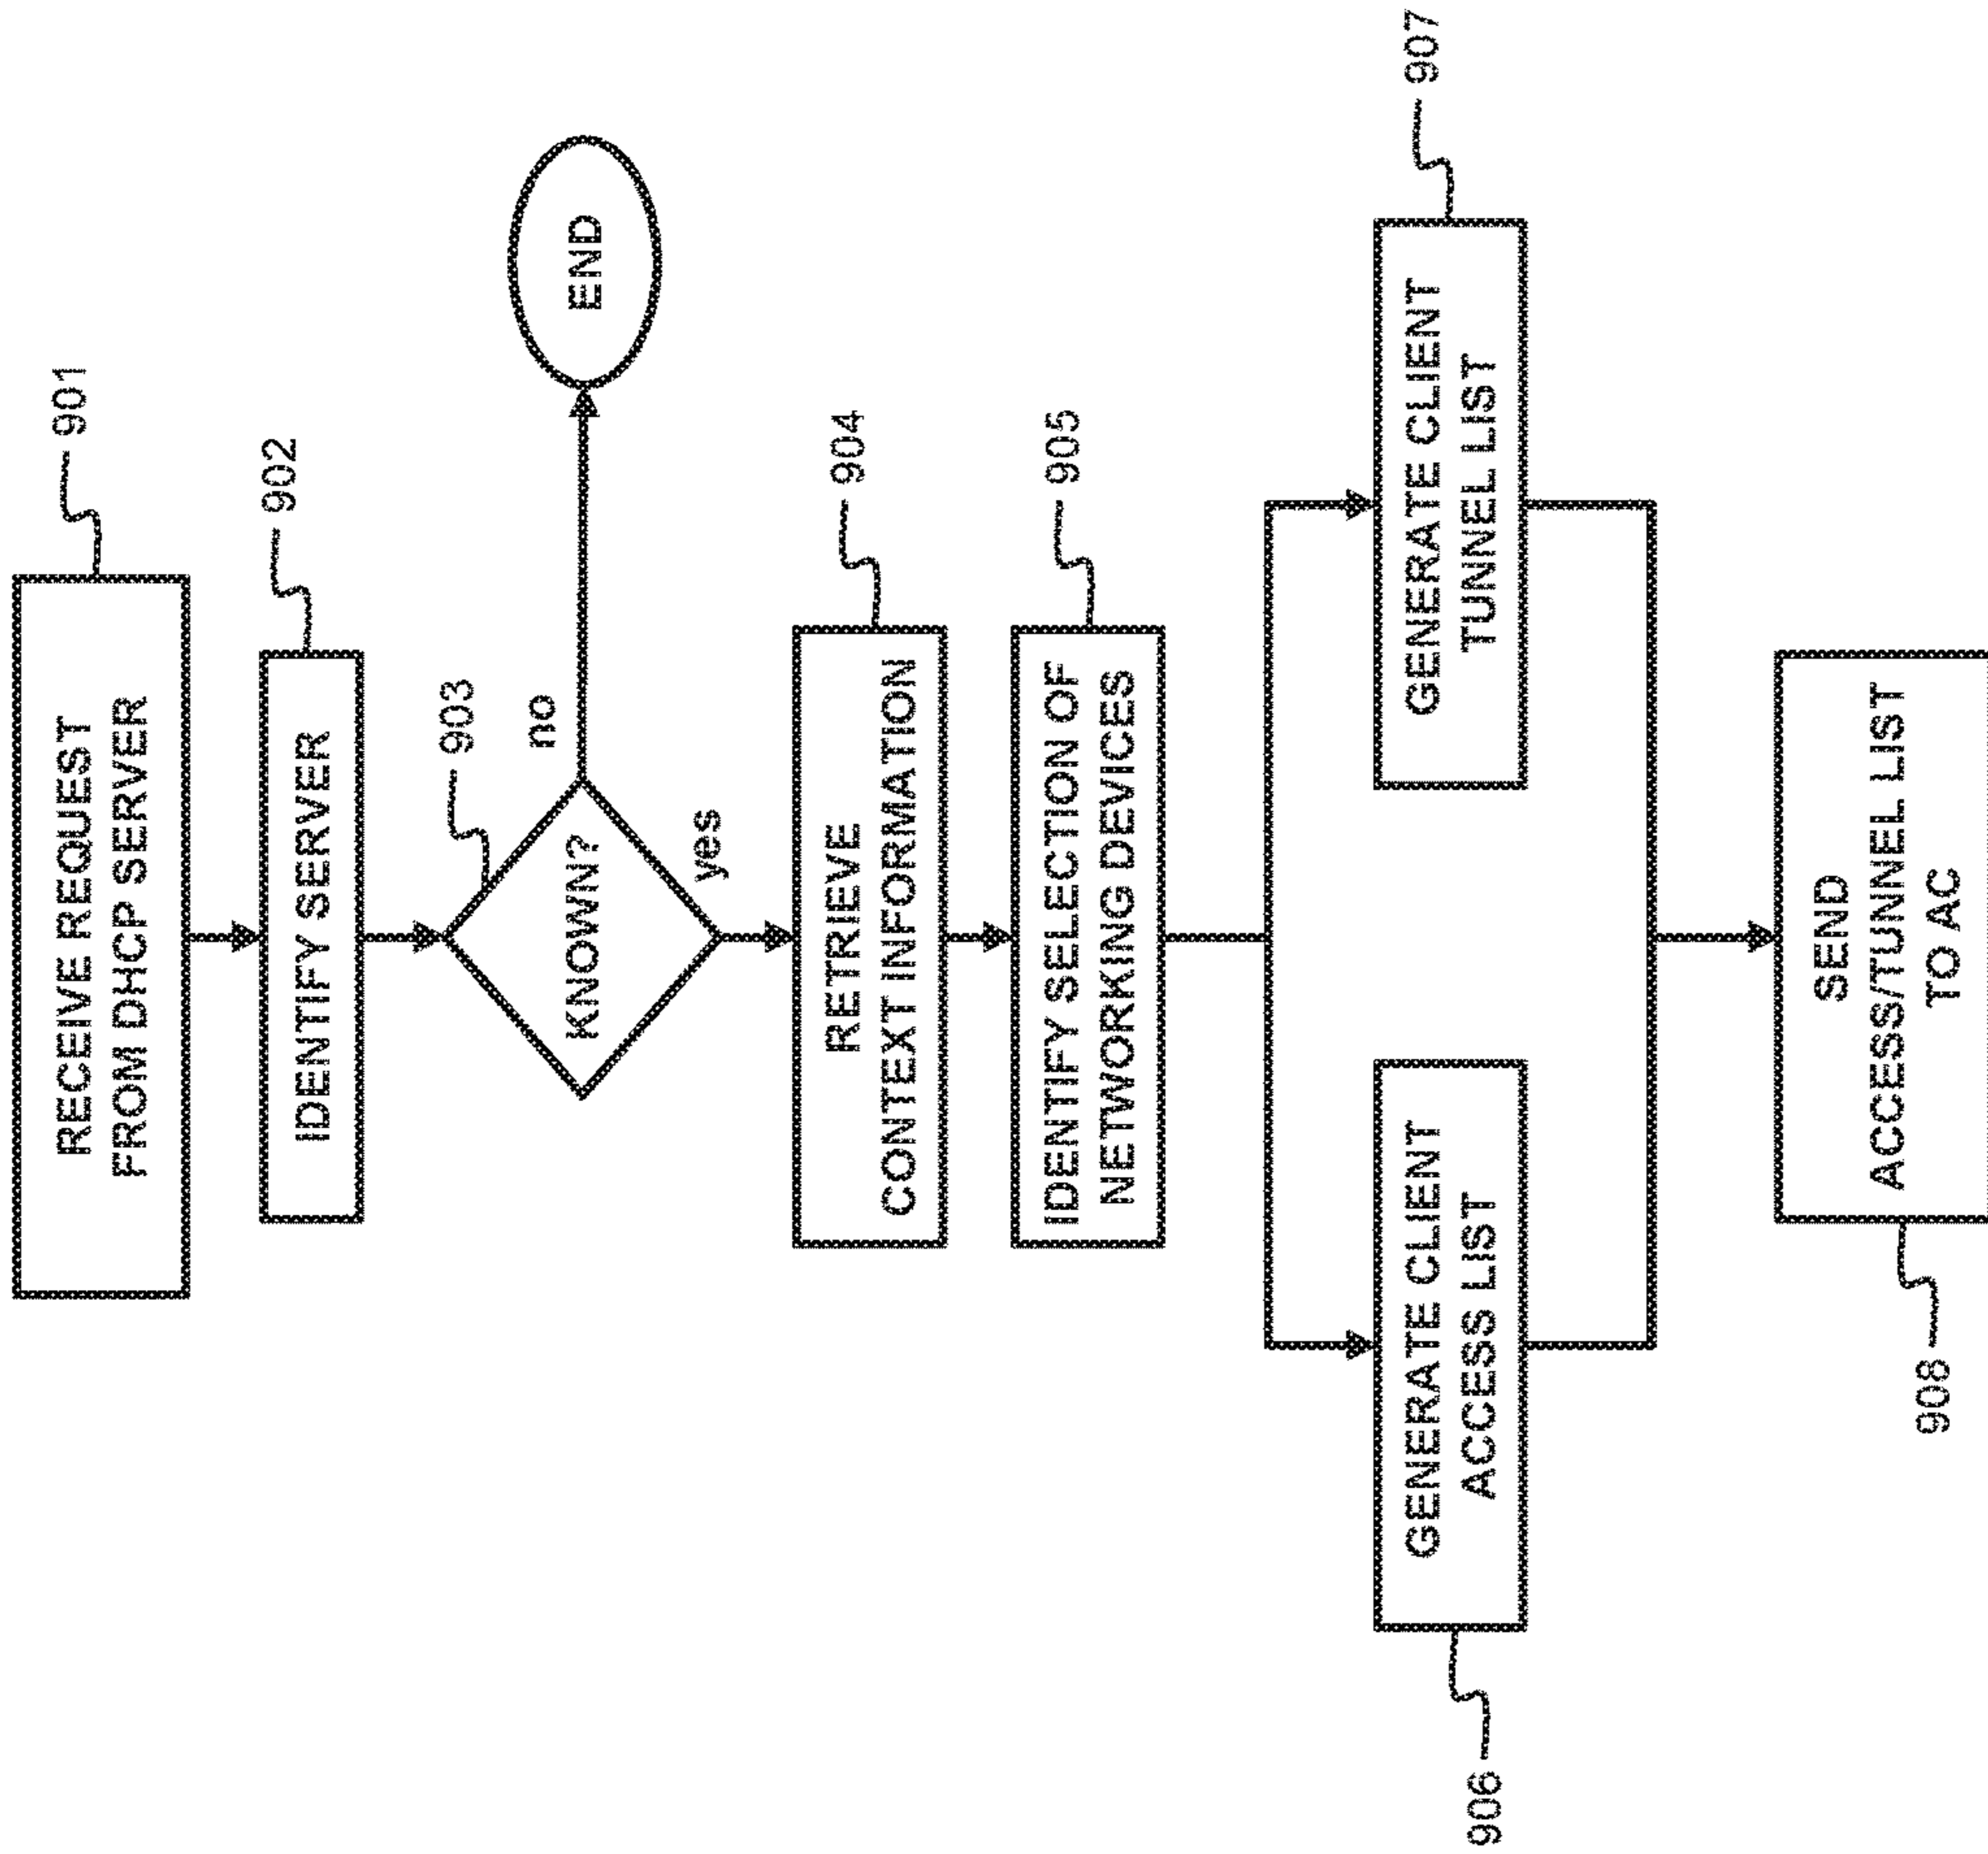 RECEIVE REQUEST
FROM DHCP SERVER
901
IDENTIFY SERVER
902
KNOWN?
903
no
END
yes
RETRIEVE
CONTEXT INFORMATION
904
IDENTIFY SELECTION OF
NETWORKING DEVICES
905
GENERATE CLIENT
ACCESS LIST
906
GENERATE CLIENT
TUNNEL LIST
907
SEND
ACCESS/TUNNEL LIST
TO AC
908